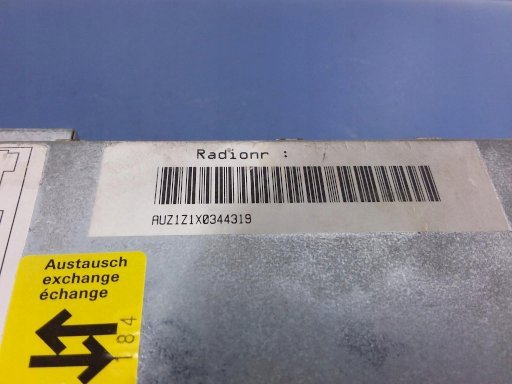 Radionr :
AUZ1Z1X0344319
Austausch
exchange
échange
184